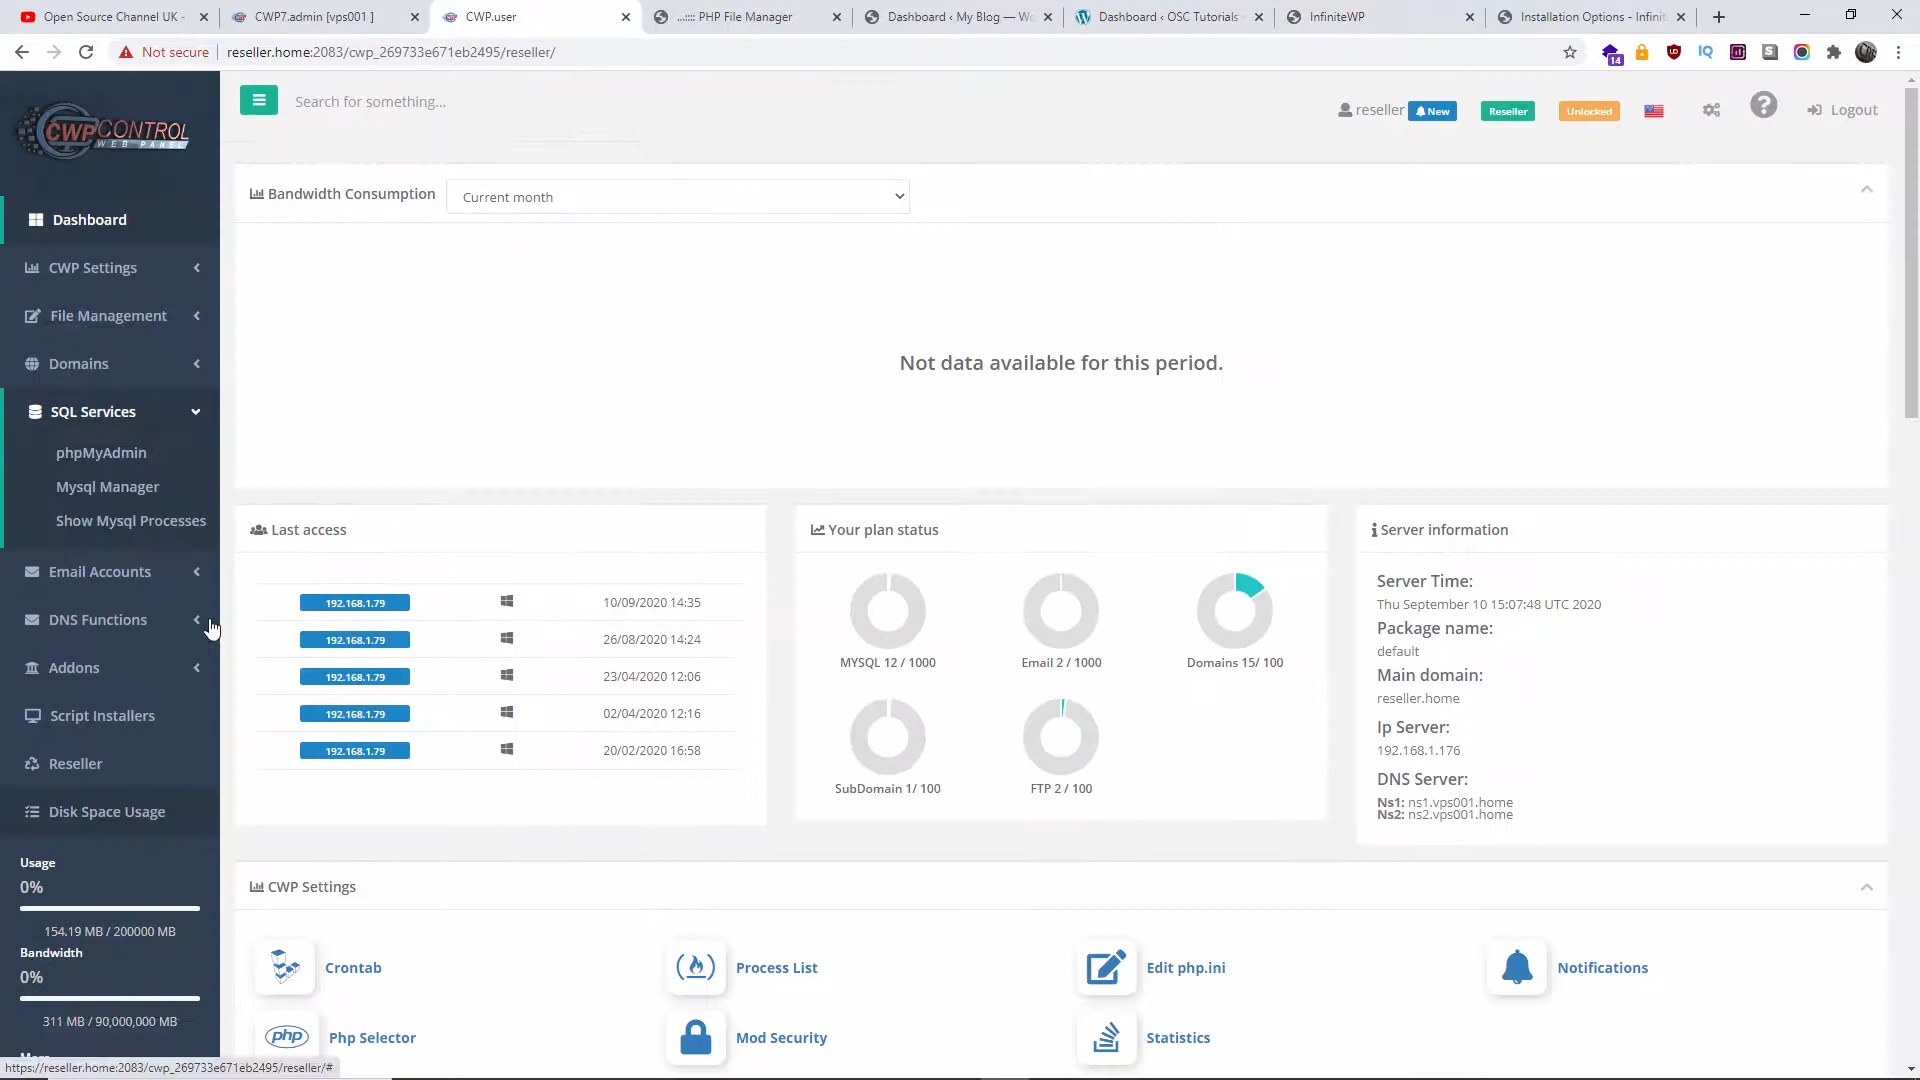 Open Source Channel UK -
CWP7.admin [vps001 ]
CWP.user
..:::: PHP File Manager
Dashboard ‹ My Blog — Wo
Dashboard ‹ OSC Tutorials
InfiniteWP
Installation Options - Infinit
Not secure
reseller.home:2083/cwp_269733e671eb2495/reseller/
14
IQ
CWPCONTROL
WEB PANEL
Search for something...
reseller
New
Reseller
Unlocked
Logout
Dashboard
CWP Settings
File Management
Domains
SQL Services
phpMyAdmin
Mysql Manager
Show Mysql Processes
Email Accounts
DNS Functions
Addons
Script Installers
Reseller
Disk Space Usage
Usage
0%
154.19 MB / 200000 MB
Bandwidth
0%
311 MB / 90,000,000 MB
Bandwidth Consumption
Current month
Not data available for this period.
Last access
192.168.1.79 10/09/2020 14:35
192.168.1.79 26/08/2020 14:24
192.168.1.79 23/04/2020 12:06
192.168.1.79 02/04/2020 12:16
192.168.1.79 20/02/2020 16:58
Your plan status
MYSQL 12 / 1000
Email 2 / 1000
Domains 15/ 100
SubDomain 1/ 100
FTP 2 / 100
Server information
Server Time:
Thu September 10 15:07:48 UTC 2020
Package name:
default
Main domain:
reseller.home
Ip Server:
192.168.1.176
DNS Server:
Ns1: ns1.vps001.home
Ns2: ns2.vps001.home
CWP Settings
Crontab
Process List
Edit php.ini
Notifications
php
Php Selector
Mod Security
Statistics
https://reseller.home:2083/cwp_269733e671eb2495/reseller/#